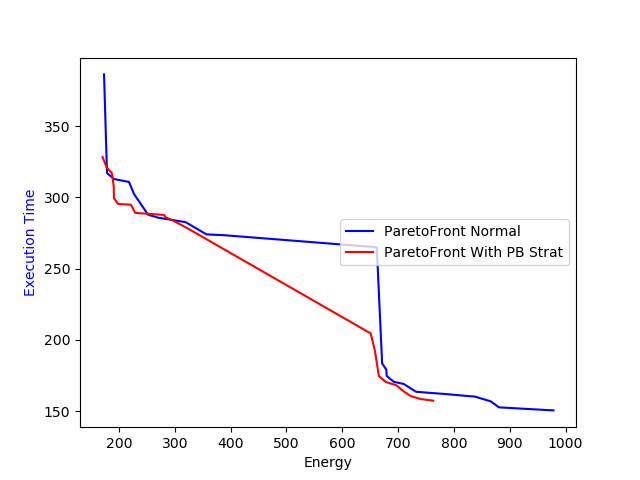 350
300
250
200
150
Execution Time
ParetoFront Normal
ParetoFront With PB Strat
200 300 400 500 600 700 800 900 1000
Energy